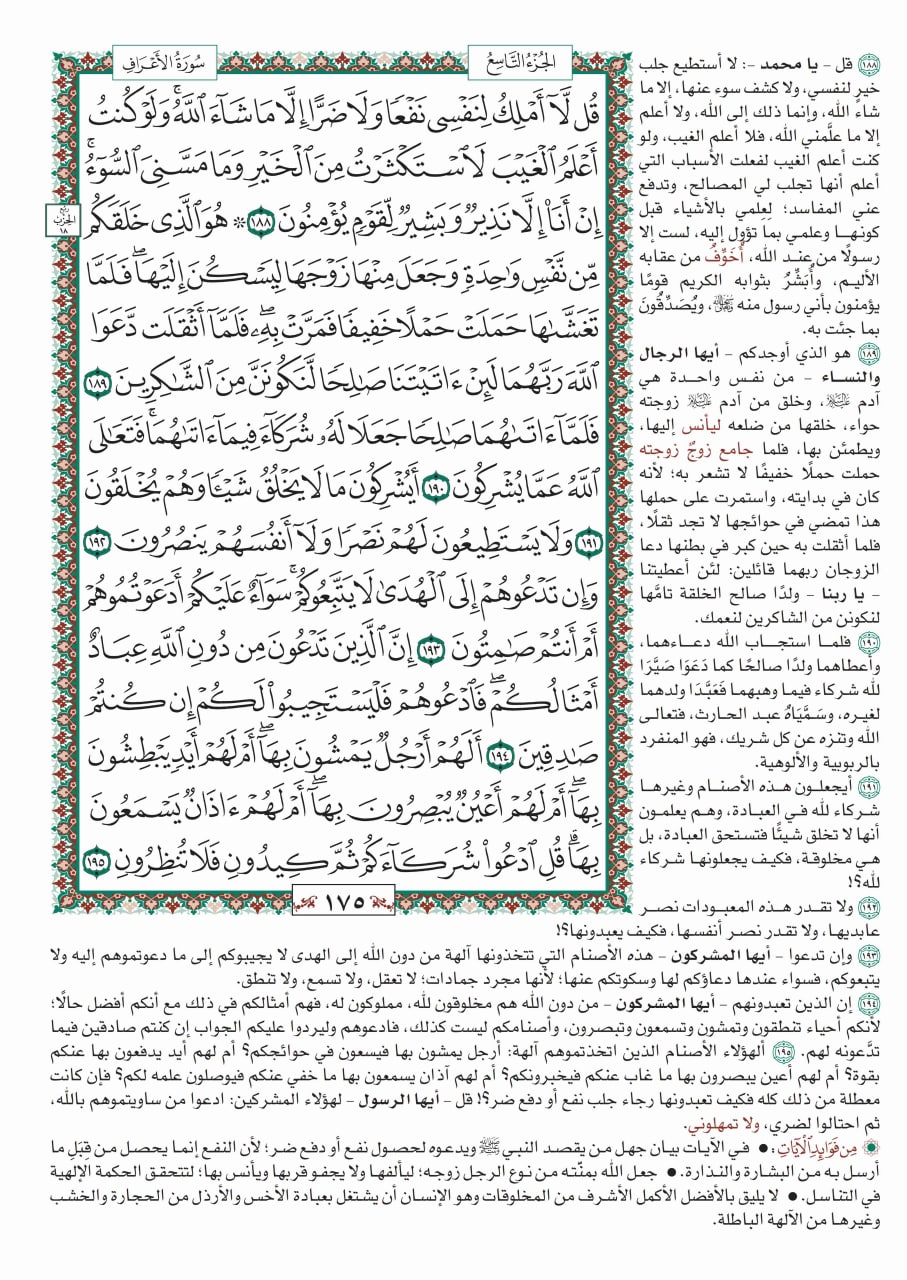 سُورَةُ الأَعْرَافِ
الجُزْءُ التَّاسِعُ
قُل لَّآ أَمْلِكُ لِنَفْسِى نَفْعًا وَلَا ضَرًّا إِلَّا مَا شَآءَ ٱللَّهُۚ وَلَوْ كُنتُ
أَعْلَمُ ٱلْغَيْبَ لَٱسْتَكْثَرْتُ مِنَ ٱلْخَيْرِ وَمَا مَسَّنِىَ ٱلسُّوٓءُۚ
إِنْ أَنَا۠ إِلَّا نَذِيرٌ وَبَشِيرٌ لِّقَوْمٍ يُؤْمِنُونَ ١٨٨ ۞ هُوَ ٱلَّذِى خَلَقَكُم
مِّن نَّفْسٍ وَٰحِدَةٍ وَجَعَلَ مِنْهَا زَوْجَهَا لِيَسْكُنَ إِلَيْهَاۖ فَلَمَّا
تَغَشَّىٰهَا حَمَلَتْ حَمْلًا خَفِيفًا فَمَرَّتْ بِهِۦۖ فَلَمَّآ أَثْقَلَت دَّعَوَا
ٱللَّهَ رَبَّهُمَا لَئِنْ ءَاتَيْتَنَا صَٰلِحًا لَّنَكُونَنَّ مِنَ ٱلشَّٰكِرِينَ ١٨٩
فَلَمَّآ ءَاتَىٰهُمَا صَٰلِحًا جَعَلَا لَهُۥ شُرَكَآءَ فِيمَآ ءَاتَىٰهُمَاۚ فَتَعَٰلَى
ٱللَّهُ عَمَّا يُشْرِكُونَ ١٩٠ أَيُشْرِكُونَ مَا لَا يَخْلُقُ شَيْـًٔا وَهُمْ يُخْلَقُونَ
١٩١ وَلَا يَسْتَطِيعُونَ لَهُمْ نَصْرًا وَلَآ أَنفُسَهُمْ يَنصُرُونَ ١٩٢
وَإِن تَدْعُوهُمْ إِلَى ٱلْهُدَىٰ لَا يَتَّبِعُوكُمْۚ سَوَآءٌ عَلَيْكُمْ أَدَعَوْتُمُوهُمْ
أَمْ أَنتُمْ صَٰمِتُونَ ١٩٣ إِنَّ ٱلَّذِينَ تَدْعُونَ مِن دُونِ ٱللَّهِ عِبَادٌ
أَمْثَالُكُمْۖ فَٱدْعُوهُمْ فَلْيَسْتَجِيبُوا۟ لَكُمْ إِن كُنتُمْ
صَٰدِقِينَ ١٩٤ أَلَهُمْ أَرْجُلٌ يَمْشُونَ بِهَآۖ أَمْ لَهُمْ أَيْدٍ يَبْطِشُونَ
بِهَآۖ أَمْ لَهُمْ أَعْيُنٌ يُبْصِرُونَ بِهَآۖ أَمْ لَهُمْ ءَاذَانٌ يَسْمَعُونَ
بِهَاۗ قُلِ ٱدْعُوا۟ شُرَكَآءَكُمْ ثُمَّ كِيدُونِ فَلَا تُنظِرُونِ ١٩٥
١٧٥
١٨٨ قل - يا محمد -: لا أستطيع جلب
خيرٍ لنفسي، ولا كشف سوء عنها، إلا ما
شاء الله، وإنما ذلك إلى الله، ولا أعلم
إلا ما علَّمني الله، فلا أعلم الغيب، ولو
كنت أعلم الغيب لفعلت الأسباب التي
أعلم أنها تجلب لي المصالح، وتدفع
عني المفاسد؛ لعِلمي بالأشياء قبل
كونها وعلمي بما تؤول إليه، لست إلا
رسولًا من عند الله، أُخَوِّفُ من عقابه
الأليم، وأُبَشِّرُ بثوابه الكريم قومًا
يؤمنون بأني رسول منه ﷺ، ويُصَدِّقُونَ
بما جئت به.
١٨٩ هو الذي أوجدكم - أيها الرجال
والنساء - من نفس واحدة هي
آدم ﷺ، وخلق من آدم ﷺ زوجته
حواء، خلقها من ضلعه ليأنس إليها،
ويطمئن بها، فلما جامع زوجٌ زوجته
حملت حملًا خفيفًا لا تشعر به؛ لأنه
كان في بدايته، واستمرت على حملها
هذا تمضي في حوائجها لا تجد ثقلًا،
فلما أثقلت به حين كبر في بطنها دعا
الزوجان ربهما قائلين: لئن أعطيتنا
- يا ربنا - ولدًا صالح الخلقة تامَّها
لنكونن من الشاكرين لنعمك.
١٩٠ فلما استجاب الله دعاءهما،
وأعطاهما ولدًا صالحًا كما دَعَوَا صَيَّرَا
لله شركاء فيما وهبهما فَعَبَّدَا ولدهما
لغيره، وسَمَّيَاهُ عبد الحارث، فتعالى
الله وتنزه عن كل شريك، فهو المنفرد
بالربوبية والألوهية.
١٩١ أيجعلون هذه الأصنام وغيرها
شركاء لله في العبادة، وهم يعلمون
أنها لا تخلق شيئًا فتستحق العبادة، بل
هي مخلوقة، فكيف يجعلونها شركاء
لله؟!
١٩٢ ولا تقدر هذه المعبودات نصر
عابديها، ولا تقدر نصر أنفسها، فكيف يعبدونها؟!
١٩٣ وإن تدعوا - أيها المشركون - هذه الأصنام التي تتخذونها آلهة من دون الله إلى الهدى لا يجيبوكم إلى ما دعوتموهم إليه ولا
يتبعوكم، فسواء عندها دعاؤكم لها وسكوتكم عنها؛ لأنها مجرد جمادات؛ لا تعقل، ولا تسمع، ولا تنطق.
١٩٤ إن الذين تعبدونهم - أيها المشركون - من دون الله هم مخلوقون لله، مملوكون له، فهم أمثالكم في ذلك مع أنكم أفضل حالًا؛
لأنكم أحياء تنطقون وتمشون وتسمعون وتبصرون، وأصنامكم ليست كذلك، فادعوهم وليردوا عليكم الجواب إن كنتم صادقين فيما
تدَّعونه لهم. ١٩٥ ألهؤلاء الأصنام الذين اتخذتموهم آلهة: أرجل يمشون بها فيسعون في حوائجكم؟ أم لهم أيد يدفعون بها عنكم
بقوة؟ أم لهم أعين يبصرون بها ما غاب عنكم فيخبرونكم؟ أم لهم آذان يسمعون بها ما خفي عنكم فيوصلون علمه لكم؟ فإن كانت
معطلة من ذلك كله فكيف تعبدونها رجاء جلب نفع أو دفع ضر؟! قل - أيها الرسول - لهؤلاء المشركين: ادعوا من ساويتموهم بالله،
ثم احتالوا لضري، ولا تمهلوني.
مِن فَوَائِدِ الآيَاتِ: • في الآيات بيان جهل من يقصد النبي ﷺ ويدعوه لحصول نفع أو دفع ضر؛ لأن النفع إنما يحصل من قِبَلِ ما
أرسل به من البشارة والنذارة. • جعل الله بمنّته من نوع الرجل زوجه؛ ليألفها ولا يجفو قربها ويأنس بها؛ لتتحقق الحكمة الإلهية
في التناسل. • لا يليق بالأفضل الأكمل الأشرف من المخلوقات وهو الإنسان أن يشتغل بعبادة الأخس والأرذل من الحجارة والخشب
وغيرها من الآلهة الباطلة.